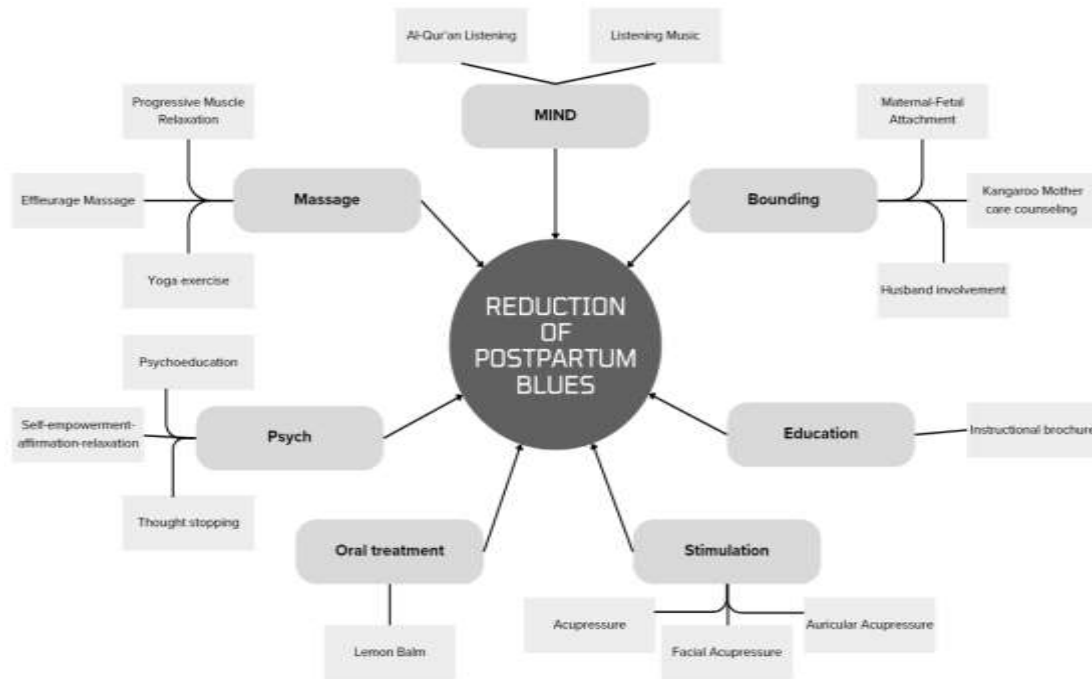 Al-Qur'an Listening
Listening Music
MIND
Progressive Muscle
Relaxation
Effleurage Massage
Yoga exercise
Massage
Maternal-Fetal
Attachment
Kangaroo Mother
care counseling
Husband involvement
Bounding
REDUCTION
OF
POSTPARTUM
BLUES
Psychoeducation
Self-empowerment-
affirmation-relaxation
Thought stopping
Psych
Education
Instructional brochure
Oral treatment
Lemon Balm
Stimulation
Acupressure
Facial Acupressure
Auricular Acupressure